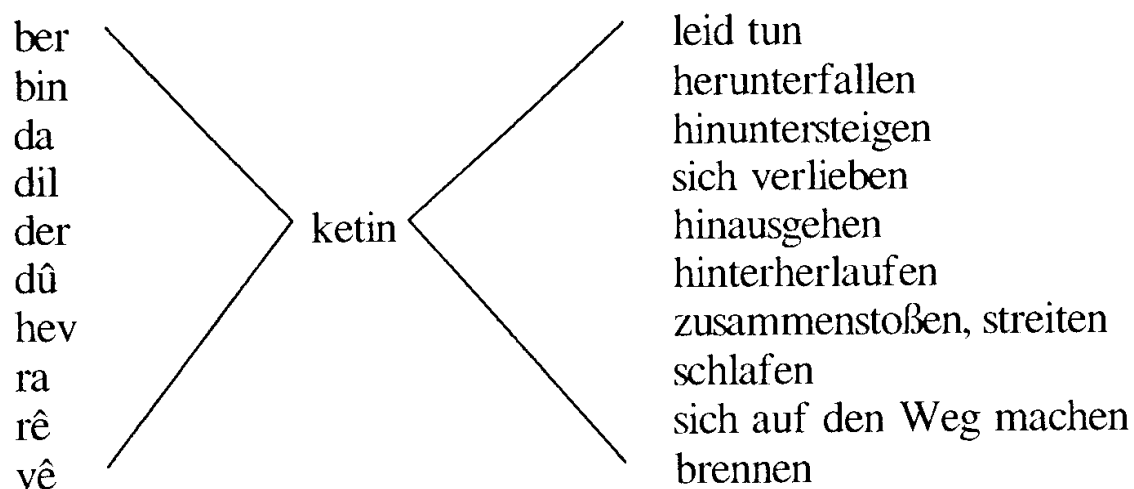 ber
bin
da
dil
der
dû
hev
ra
rê
vê
ketin
leid tun
herunterfallen
hinuntersteigen
sich verlieben
hinausgehen
hinterherlaufen
zusammenstoßen, streiten
schlafen
sich auf den Weg machen
brennen